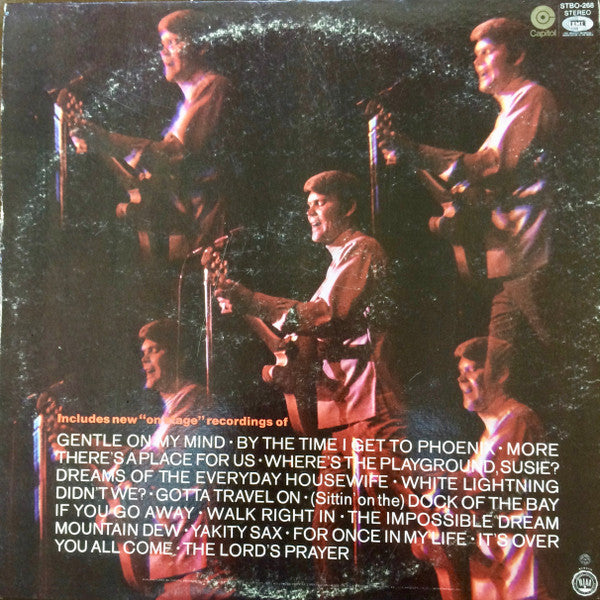 STBO-268
STEREO
Capitol
Includes new "on stage" recordings of
GENTLE ON MY MIND · BY THE TIME I GET TO PHOENIX · MORE
THERE'S A PLACE FOR US · WHERE'S THE PLAYGROUND, SUSIE?
DREAMS OF THE EVERYDAY HOUSEWIFE · WHITE LIGHTNING
DIDN'T WE? · GOTTA TRAVEL ON · (Sittin' on the) DOCK OF THE BAY
IF YOU GO AWAY · WALK RIGHT IN · THE IMPOSSIBLE DREAM
MOUNTAIN DEW · YAKITY SAX · FOR ONCE IN MY LIFE · IT'S OVER
YOU ALL COME · THE LORD'S PRAYER